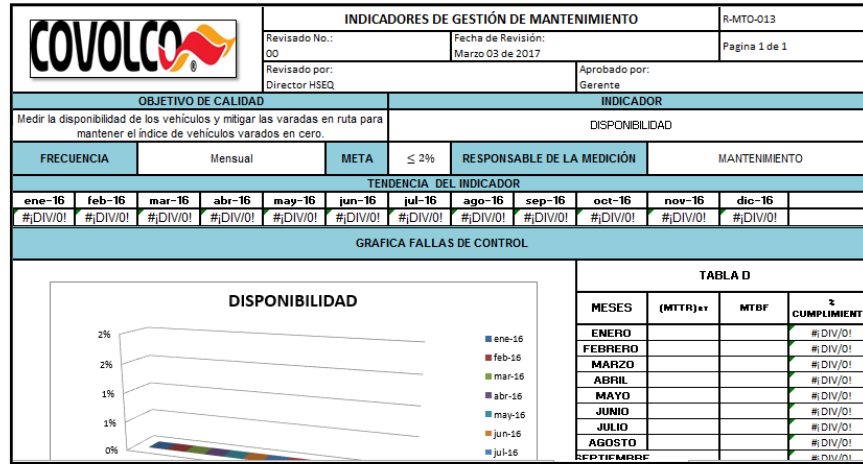 COVOLCO
®
INDICADORES DE GESTIÓN DE MANTENIMIENTO
R-MTO-013
Revisado No.:
00
Fecha de Revisión:
Marzo 03 de 2017
Pagina 1 de 1
Revisado por:
Director HSEQ
Aprobado por:
Gerente
OBJETIVO DE CALIDAD
INDICADOR
Medir la disponibilidad de los vehículos y mitigar las varadas en ruta para
mantener el índice de vehículos varados en cero.
DISPONIBILIDAD
FRECUENCIA
Mensual
META
≤ 2%
RESPONSABLE DE LA MEDICIÓN
MANTENIMIENTO
TENDENCIA DEL INDICADOR
ene-16 feb-16 mar-16 abr-16 may-16 jun-16 jul-16 ago-16 sep-16 oct-16 nov-16 dic-16
#¡DIV/0! #¡DIV/0! #¡DIV/0! #¡DIV/0! #¡DIV/0! #¡DIV/0! #¡DIV/0! #¡DIV/0! #¡DIV/0! #¡DIV/0! #¡DIV/0! #¡DIV/0!
GRAFICA FALLAS DE CONTROL
DISPONIBILIDAD
2%
2%
1%
1%
0%
ene-16
feb-16
mar-16
abr-16
may-16
jun-16
jul-16
TABLA D
MESES (MTTR)ET MTBF % CUMPLIMIENT
ENERO #¡DIV/0!
FEBRERO #¡DIV/0!
MARZO #¡DIV/0!
ABRIL #¡DIV/0!
MAYO #¡DIV/0!
JUNIO #¡DIV/0!
JULIO #¡DIV/0!
AGOSTO #¡DIV/0!
SEPTIEMBRE #¡DIV/0!